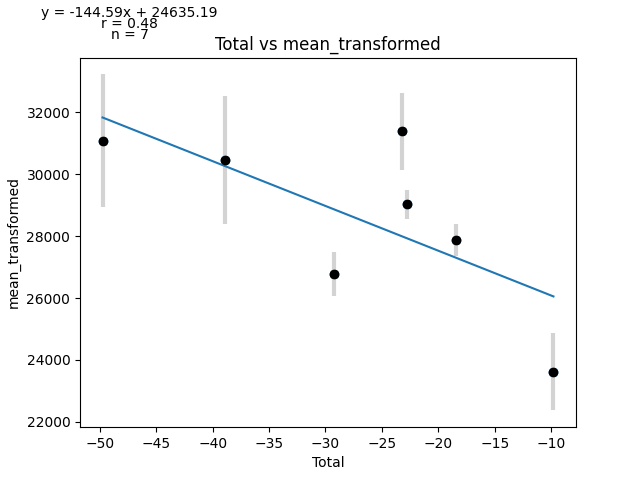 y = -144.59x + 24635.19
r = 0.48
n = 7
Total vs mean_transformed
mean_transformed
32000
30000
28000
26000
24000
22000
−50 −45 −40 −35 −30 −25 −20 −15 −10
Total